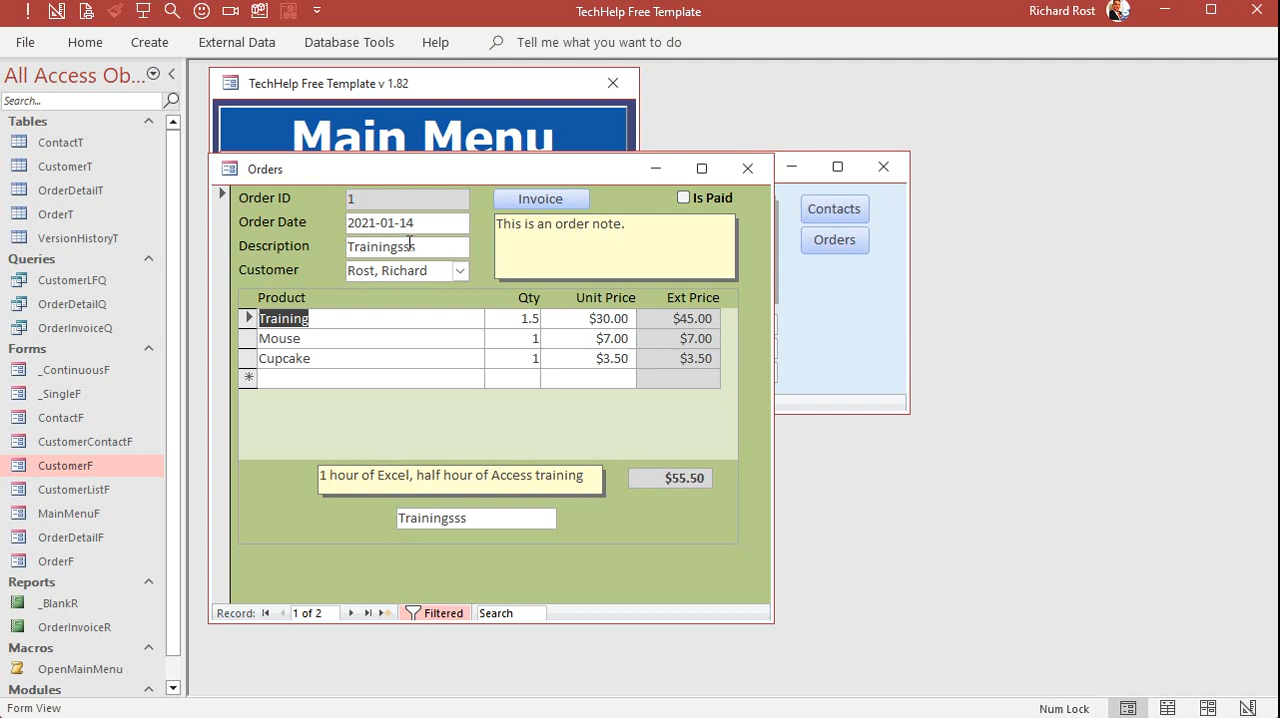 TechHelp Free Template
Richard Rost
File
Home
Create
External Data
Database Tools
Help
Tell me what you want to do
All Access Ob...
Search...
Tables
ContactT
CustomerT
OrderDetailT
OrderT
VersionHistoryT
Queries
CustomerLFQ
OrderDetailQ
OrderInvoiceQ
Forms
_ContinuousF
_SingleF
ContactF
CustomerContactF
CustomerF
CustomerListF
MainMenuF
OrderDetailF
OrderF
Reports
_BlankR
OrderInvoiceR
Macros
OpenMainMenu
Modules
TechHelp Free Template v 1.82
Main Menu
Orders
Order ID 1
Invoice
Is Paid
Order Date 2021-01-14
This is an order note.
Description Trainingsss
Customer Rost, Richard
Product Qty Unit Price Ext Price
Training 1.5 $30.00 $45.00
Mouse 1 $7.00 $7.00
Cupcake 1 $3.50 $3.50
1 hour of Excel, half hour of Access training
$55.50
Trainingsss
Record: 1 of 2 Filtered Search
Contacts
Orders
Form View
Num Lock